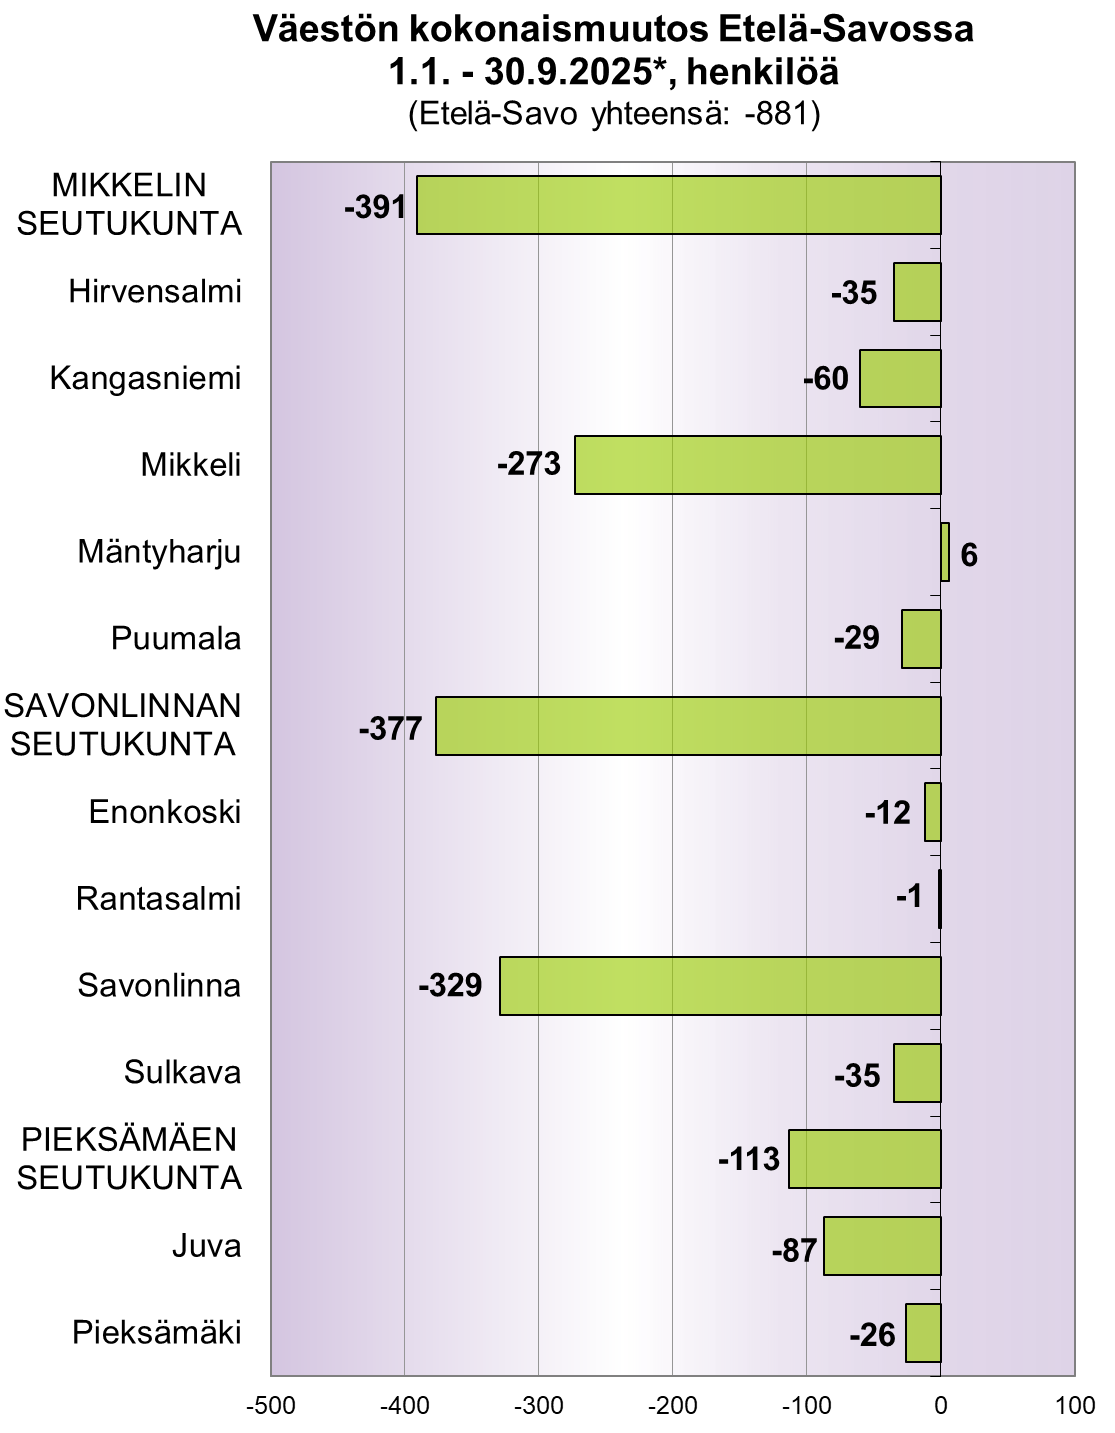 Väestön kokonaismuutos Etelä-Savossa
1.1. - 30.9.2025*, henkilöä
(Etelä-Savo yhteensä: -881)
MIKKELIN
SEUTUKUNTA
-391
Hirvensalmi
-35
Kangasniemi
-60
Mikkeli
-273
Mäntyharju
6
Puumala
-29
SAVONLINNAN
SEUTUKUNTA
-377
Enonkoski
-12
Rantasalmi
-1
Savonlinna
-329
Sulkava
-35
PIEKSÄMÄEN
SEUTUKUNTA
-113
Juva
-87
Pieksämäki
-26
-500 -400 -300 -200 -100 0 100